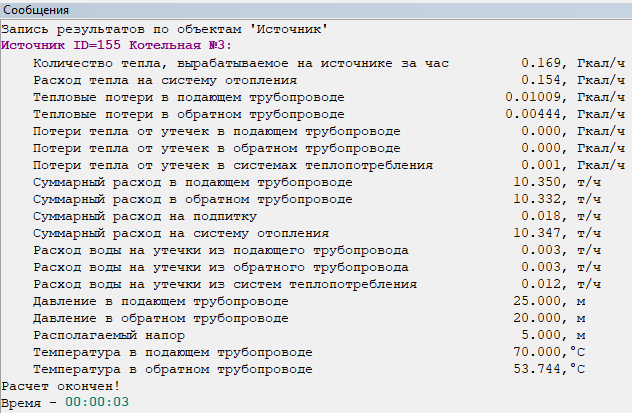 Сообщения
Запись результатов по объектам 'Источник'
Источник ID=155 Котельная №3:
Количество тепла, вырабатываемое на источнике за час 0.169, Гкал/ч
Расход тепла на систему отопления 0.154, Гкал/ч
Тепловые потери в подающем трубопроводе 0.01009, Гкал/ч
Тепловые потери в обратном трубопроводе 0.00444, Гкал/ч
Потери тепла от утечек в подающем трубопроводе 0.000, Гкал/ч
Потери тепла от утечек в обратном трубопроводе 0.000, Гкал/ч
Потери тепла от утечек в системах теплопотребления 0.001, Гкал/ч
Суммарный расход в подающем трубопроводе 10.350, т/ч
Суммарный расход в обратном трубопроводе 10.332, т/ч
Суммарный расход на подпитку 0.018, т/ч
Суммарный расход на систему отопления 10.347, т/ч
Расход воды на утечки из подающего трубопровода 0.003, т/ч
Расход воды на утечки из обратного трубопровода 0.003, т/ч
Расход воды на утечки из систем теплопотребления 0.012, т/ч
Давление в подающем трубопроводе 25.000, м
Давление в обратном трубопроводе 20.000, м
Располагаемый напор 5.000, м
Температура в подающем трубопроводе 70.000,°C
Температура в обратном трубопроводе 53.744,°C
Расчет окончен!
Время - 00:00:03